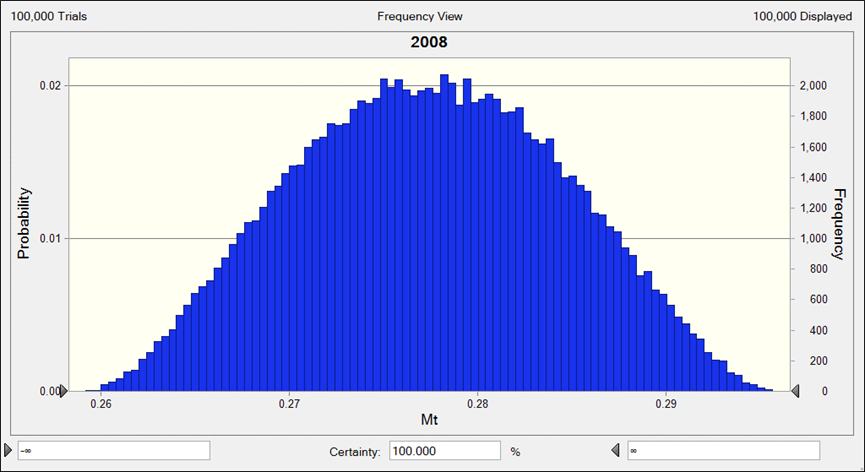 100,000 Trials Frequency View 100,000 Displayed
2008
0.02 2,000
1,800
1,600
1,400
1,200
0.01 1,000
800
600
400
200
0.00 0
Probability
Frequency
0.26 0.27 0.28 0.29
Mt
-∞ Certainty: 100.000 % ∞